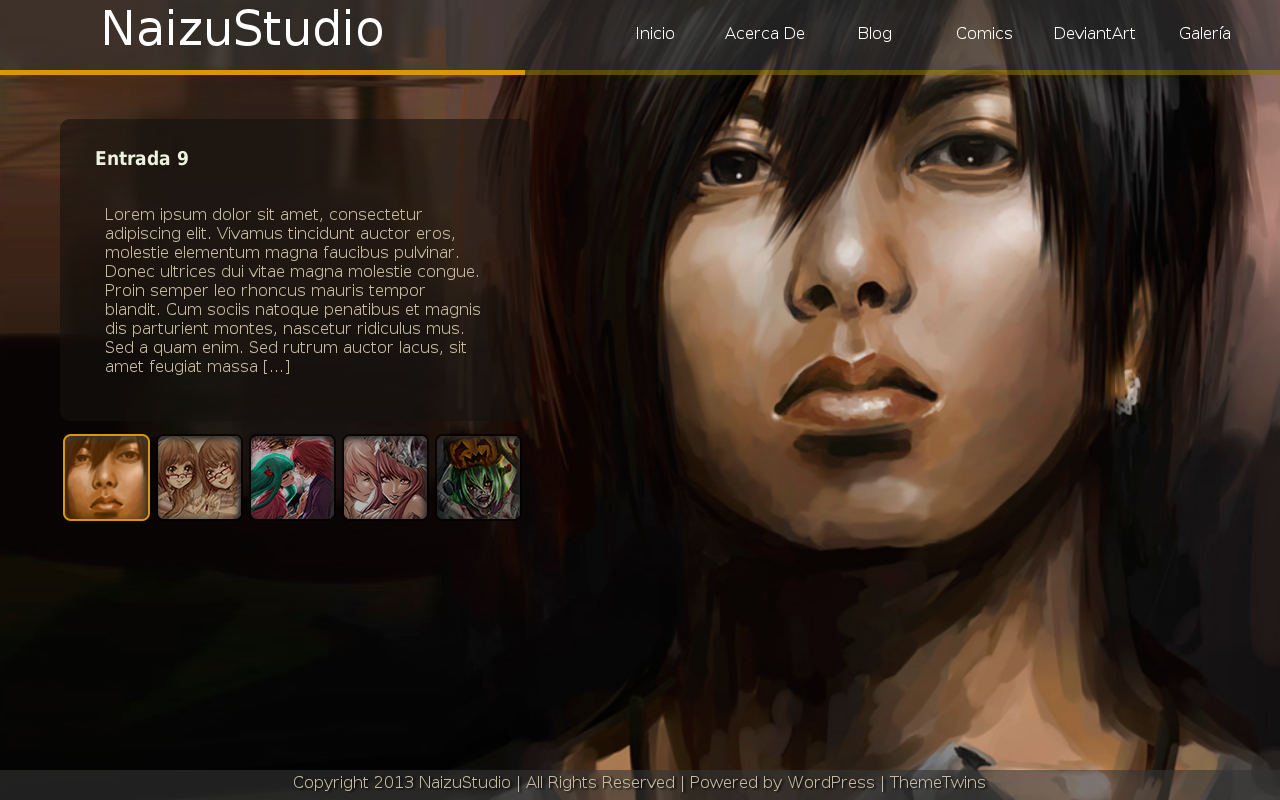 NaizuStudio
Inicio Acerca De Blog Comics DeviantArt Galería
Entrada 9
Lorem ipsum dolor sit amet, consectetur
adipiscing elit. Vivamus tincidunt auctor eros,
molestie elementum magna faucibus pulvinar.
Donec ultrices dui vitae magna molestie congue.
Proin semper leo rhoncus mauris tempor
blandit. Cum sociis natoque penatibus et magnis
dis parturient montes, nascetur ridiculus mus.
Sed a quam enim. Sed rutrum auctor lacus, sit
amet feugiat massa [...]
Copyright 2013 NaizuStudio | All Rights Reserved | Powered by WordPress | ThemeTwins